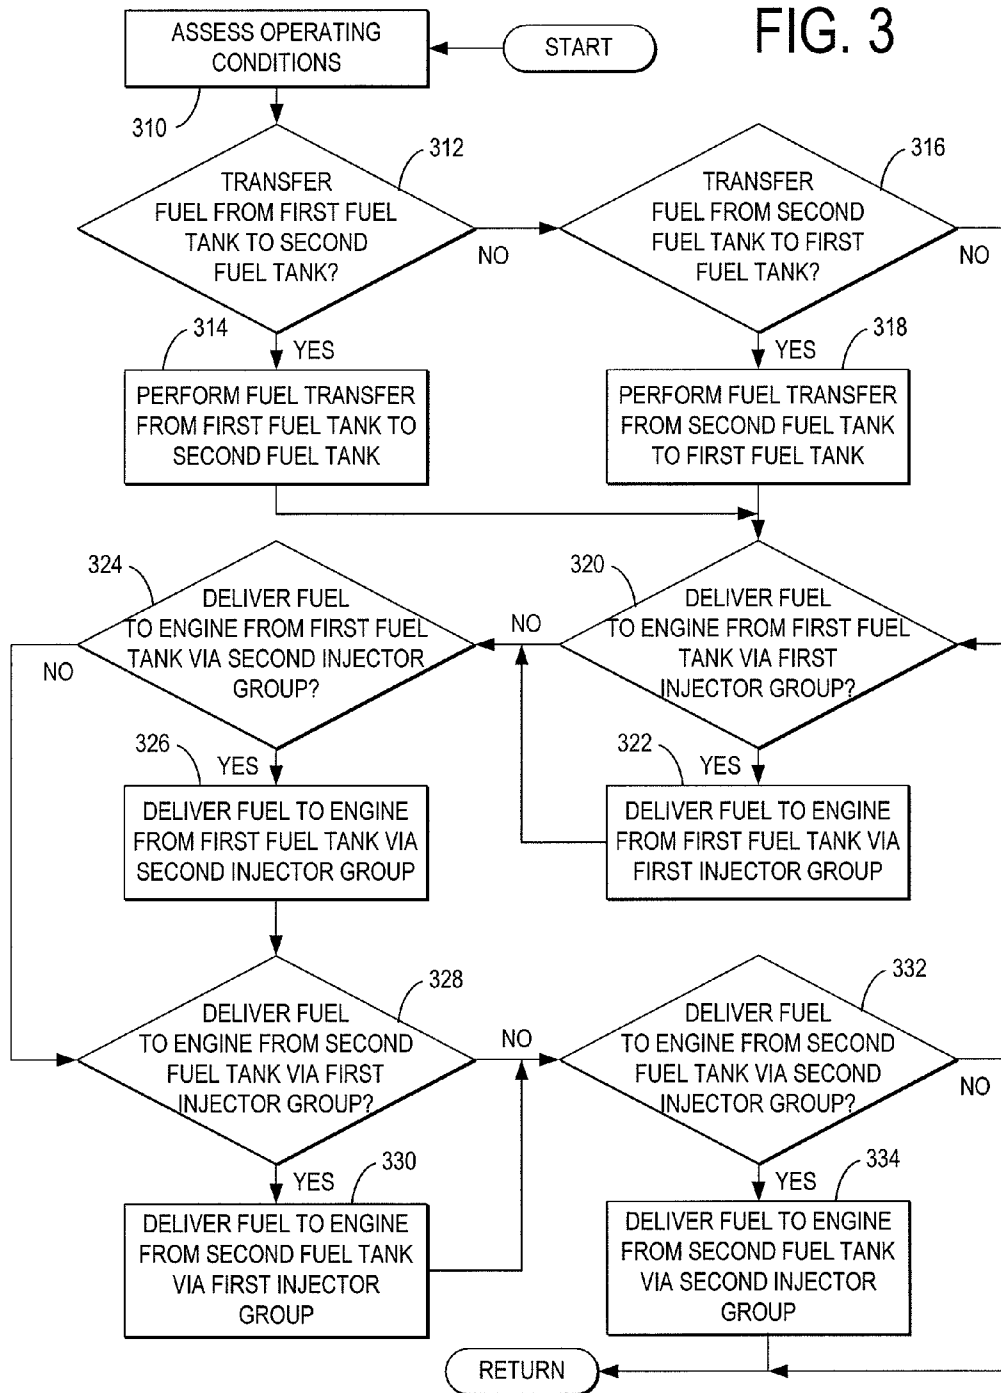 FIG. 3
START
ASSESS OPERATING
CONDITIONS
310
312
TRANSFER
FUEL FROM FIRST FUEL
TANK TO SECOND
FUEL TANK?
NO
316
TRANSFER
FUEL FROM SECOND
FUEL TANK TO FIRST
FUEL TANK?
NO
314
YES
PERFORM FUEL TRANSFER
FROM FIRST FUEL TANK TO
SECOND FUEL TANK
YES
318
PERFORM FUEL TRANSFER
FROM SECOND FUEL TANK
TO FIRST FUEL TANK
324
DELIVER FUEL
TO ENGINE FROM FIRST FUEL
TANK VIA SECOND INJECTOR
GROUP?
NO
320
DELIVER FUEL
TO ENGINE FROM FIRST FUEL
TANK VIA FIRST
INJECTOR GROUP?
NO
326
YES
DELIVER FUEL TO ENGINE
FROM FIRST FUEL TANK VIA
SECOND INJECTOR GROUP
322
YES
DELIVER FUEL TO ENGINE
FROM FIRST FUEL TANK VIA
FIRST INJECTOR GROUP
328
DELIVER FUEL
TO ENGINE FROM SECOND
FUEL TANK VIA FIRST
INJECTOR GROUP?
NO
332
DELIVER FUEL
TO ENGINE FROM SECOND
FUEL TANK VIA SECOND
INJECTOR GROUP?
NO
YES
330
DELIVER FUEL TO ENGINE
FROM SECOND FUEL TANK
VIA FIRST INJECTOR
GROUP
YES
334
DELIVER FUEL TO ENGINE
FROM SECOND FUEL TANK
VIA SECOND INJECTOR
GROUP
RETURN